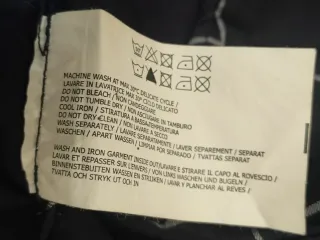 MACHINE WASH AT MAX 30°C DELICATE CYCLE /
LAVARE IN LAVATRICE MAX 30° CICLO DELICATO
DO NOT BLEACH / NON CANDEGGIARE
DO NOT TUMBLE DRY / NON ASCIUGARE IN TAMBURO
COOL IRON / STIRATURA A BASSA TEMPERATURA
DO NOT DRY CLEAN / NON LAVARE A SECCO
WASH SEPARATELY / LAVARE SEPARATAMENTE / LAVER SEPAREMENT / SEPARAT
WASCHEN / APART WASSEN / LIMPIAR POR SEPARADO / TVATTAS SEPARAT
WASH AND IRON GARMENT INSIDE OUT/LAVARE E STIRARE IL CAPO AL ROVESCIO/
LAVER ET REPASSER SUR L'ENVERS / VON LINKS WASCHEN UND BUGELN /
BINNENSTEBUITEN WASSEN EN STRIJKEN / LAVAR Y PLANCHAR AL REVES /
TVATTA OCH STRYK UT OCH IN